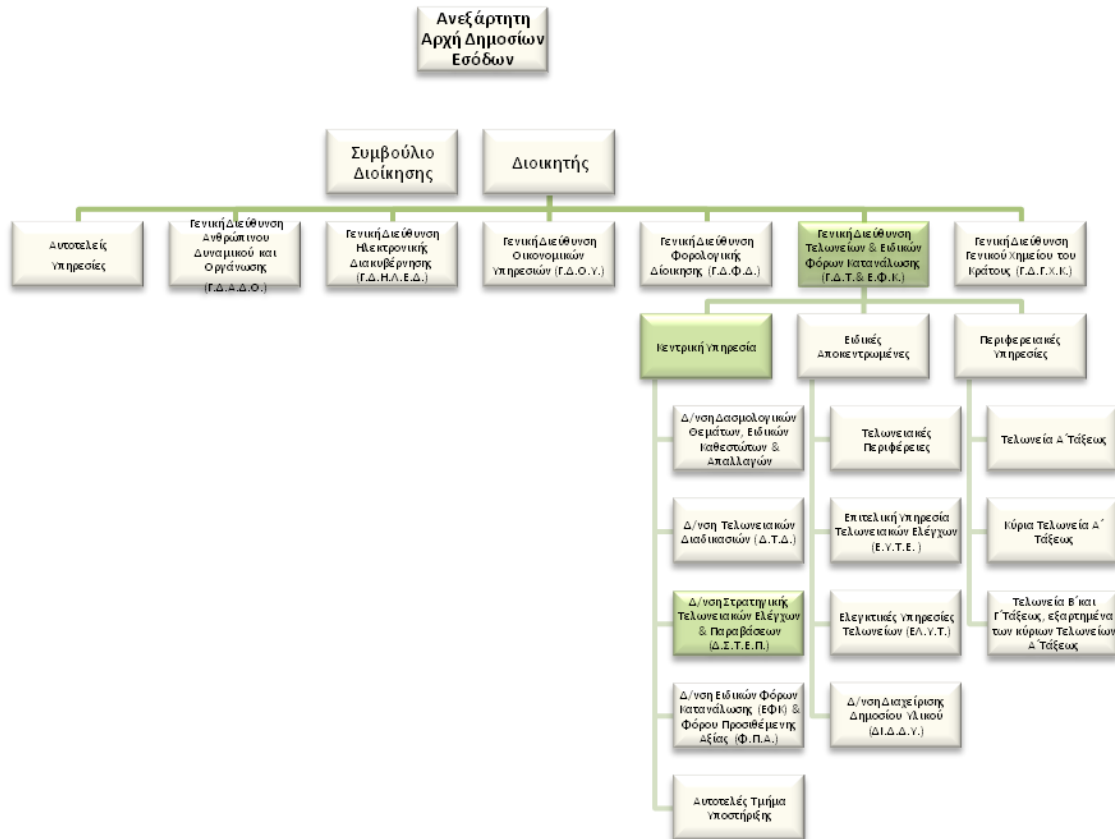 Ανεξάρτητη
Αρχή Δημοσίων
Εσόδων
Συμβούλιο
Διοίκησης
Διοικητής
Αυτοτελείς
Υπηρεσίες
Γενική Διεύθυνση
Ανθρώπινου
Δυναμικού και
Οργάνωσης
(Γ.Δ.Α.Δ.Ο.)
Γενική Διεύθυνση
Ηλεκτρονικής
Διακυβέρνησης
(Γ.Δ.Η.Λ.Ε.Δ.)
Γενική Διεύθυνση
Οικονομικών
Υπηρεσιών (Γ.Δ.Ο.Υ.)
Γενική Διεύθυνση
Φορολογικής
Δίοικησης (Γ.Δ.Φ.Δ.)
Γενική Διεύθυνση
Τελωνείων & Ειδικών
Φόρων Κατανάλωσης
(Γ.Δ.Τ.& Ε.Φ.Κ.)
Γενική Διεύθυνση
Γενικού Χημείου του
Κράτους (Γ.Δ.Γ.Χ.Κ.)
Κεντρική Υπηρεσία
Ειδικές
Αποκεντρωμένες
Περιφερειακές
Υπηρεσίες
Δ/νση Δασμολογικών
Θεμάτων, Ειδικών
Καθεστώτων &
Απαλλαγών
Δ/νση Τελωνειακών
Διαδικασιών (Δ.Τ.Δ.)
Δ/νση Στρατηγικής
Τελωνειακών Ελέγχων
& Παραβάσεων
(Δ.Σ.Τ.Ε.Π.)
Δ/νση Ειδικών Φόρων
Κατανάλωσης (ΕΦΚ) &
Φόρου Προσιθέμενης
Αξίας (Φ.Π.Α.)
Αυτοτελές Τμήμα
Υποστήριξης
Τελωνειακές
Περιφέρειες
Επιτελική Υπηρεσία
Τελωνειακών Ελέγχων
(Ε.Υ.Τ.Ε.)
Ελεγκτικές Υπηρεσίες
Τελωνείων (ΕΛ.Υ.Τ.)
Δ/νση Διαχείρισης
Δημοσίου Υλικού
(ΔΙ.Δ.Δ.Υ.)
Τελωνεία Α΄ Τάξεως
Κύρια Τελωνεία Α΄
Τάξεως
Τελωνεία Β΄ και
Γ΄ Τάξεως, εξαρτημένα
των κύριων Τελωνείων
Α΄ Τάξεως